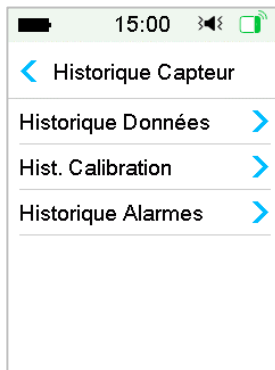 15:00
Historique Capteur
Historique Données
Hist. Calibration
Historique Alarmes